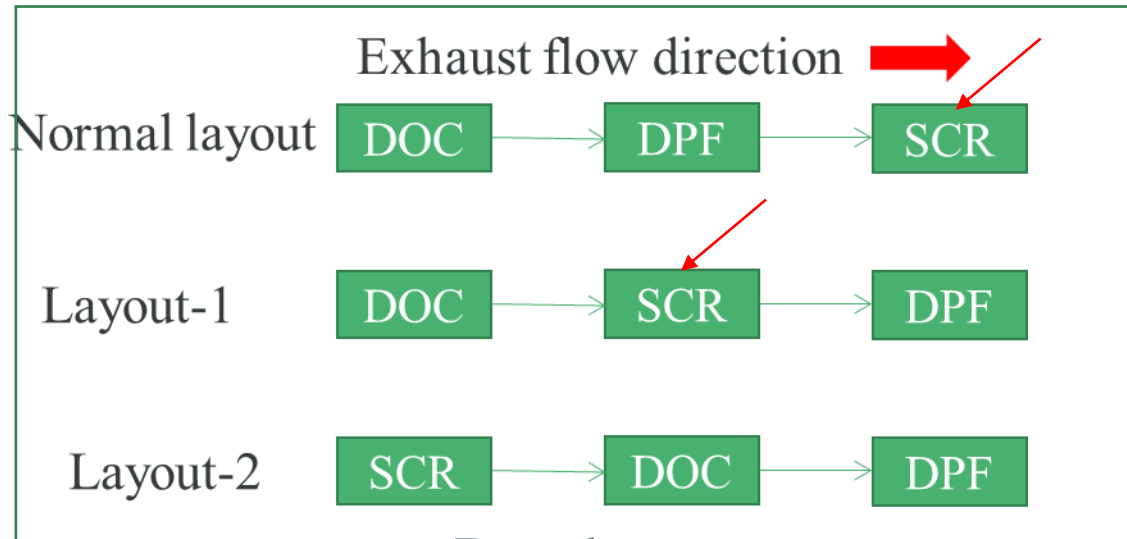 Exhaust flow direction
Normal layout DOC DPF SCR
Layout-1 DOC SCR DPF
Layout-2 SCR DOC DPF